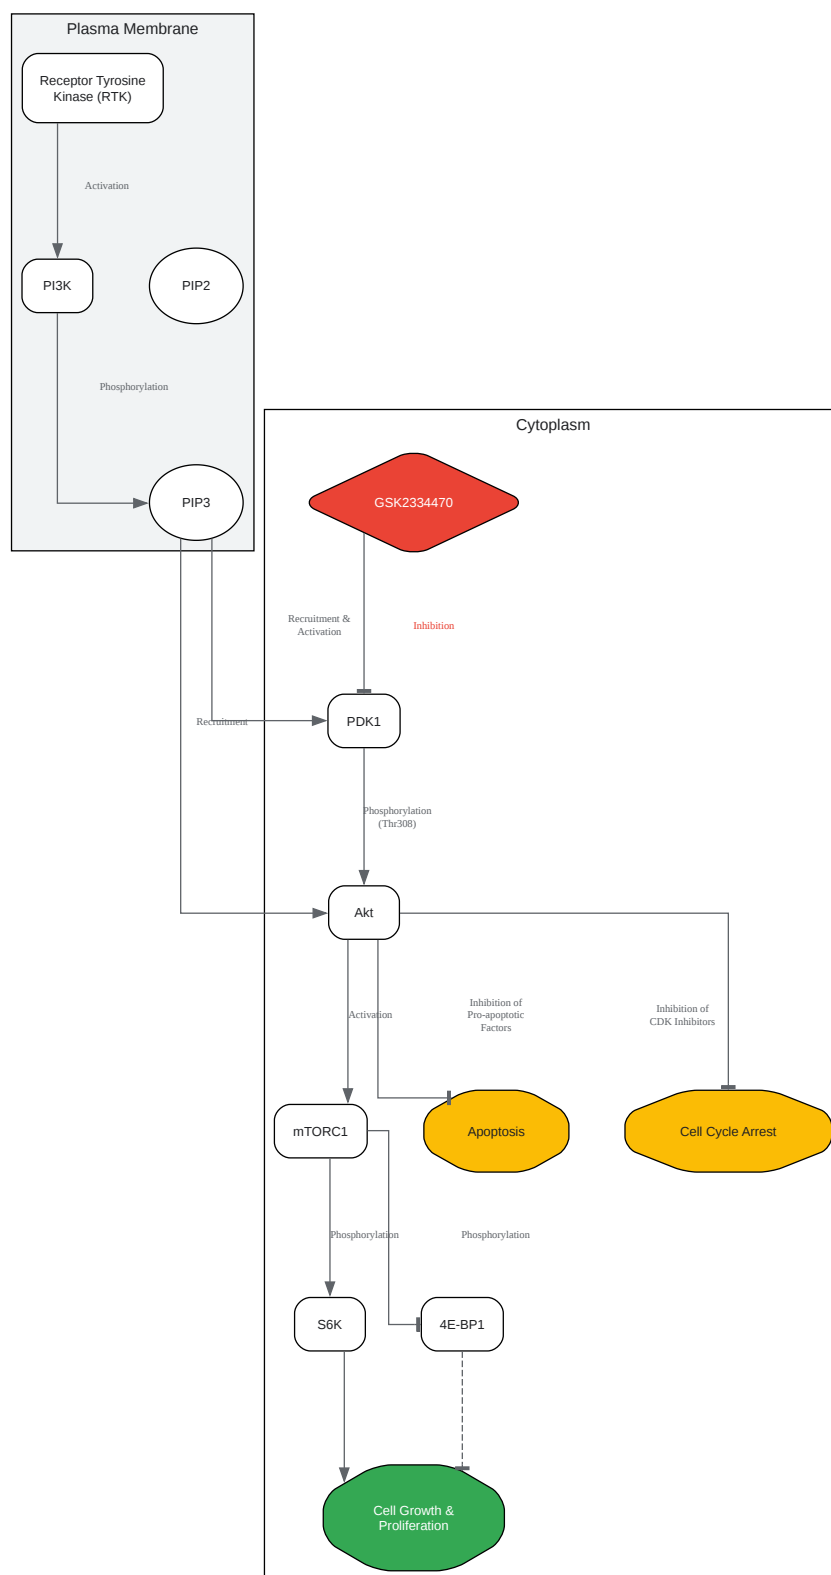 Plasma Membrane
Receptor Tyrosine
Kinase (RTK)
Activation
PI3K
PIP2
Phosphorylation
Cytoplasm
PIP3
GSK2334470
Recruitment &
Activation
Inhibition
Recruitment
PDK1
Phosphorylation
(Thr308)
Akt
Activation
Inhibition of
Pro-apoptotic
Factors
Inhibition of
CDK Inhibitors
mTORC1
Apoptosis
Cell Cycle Arrest
Phosphorylation
Phosphorylation
S6K
4E-BP1
Cell Growth &
Proliferation